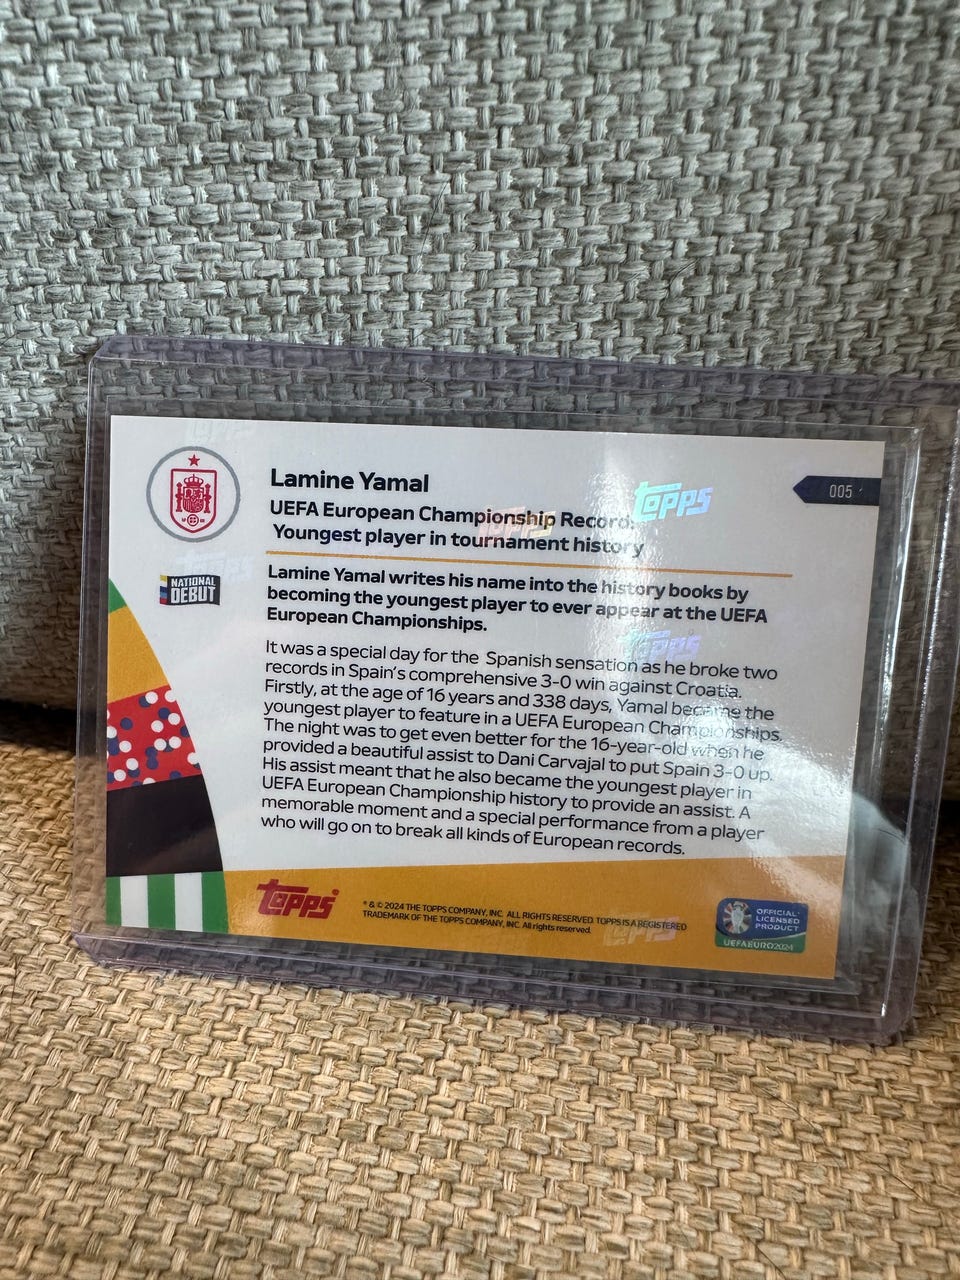 Lamine Yamal
005
UEFA European Championship Record:
Youngest player in tournament history
NATIONAL
DEBUT
Lamine Yamal writes his name into the history books by
becoming the youngest player to ever appear at the UEFA
European Championships.
It was a special day for the Spanish sensation as he broke two
records in Spain's comprehensive 3-0 win against Croatia.
Firstly, at the age of 16 years and 338 days, Yamal became the
youngest player to feature in a UEFA European Championships.
The night was to get even better for the 16-year-old when he
provided a beautiful assist to Dani Carvajal to put Spain 3-0 up.
His assist meant that he also became the youngest player in
UEFA European Championship history to provide an assist. A
memorable moment and a special performance from a player
who will go on to break all kinds of European records.
topps
topps
topps
topps
® & © 2024 THE TOPPS COMPANY, INC. ALL RIGHTS RESERVED. TOPPS IS A REGISTERED
TRADEMARK OF THE TOPPS COMPANY, INC. All rights reserved.
topps
OFFICIAL
LICENSED
PRODUCT
UEFA EURO2024